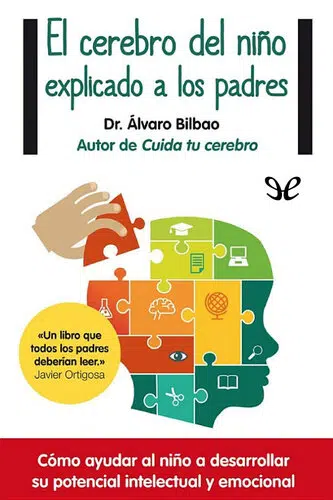 El cerebro del niño
explicado a los padres
Dr. Álvaro Bilbao
Autor de Cuida tu cerebro
«Un libro que
todos los padres
deberían leer.»
Javier Ortigosa
Cómo ayudar al niño a desarrollar
su potencial intelectual y emocional